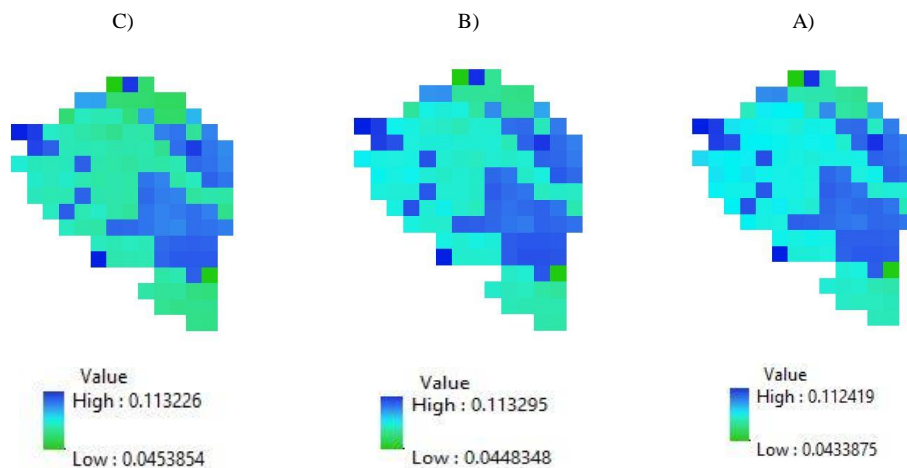 C)
B)
A)
Value
High : 0.113226
Low : 0.0453854
Value
High : 0.113295
Low : 0.0448348
Value
High : 0.112419
Low : 0.0433875